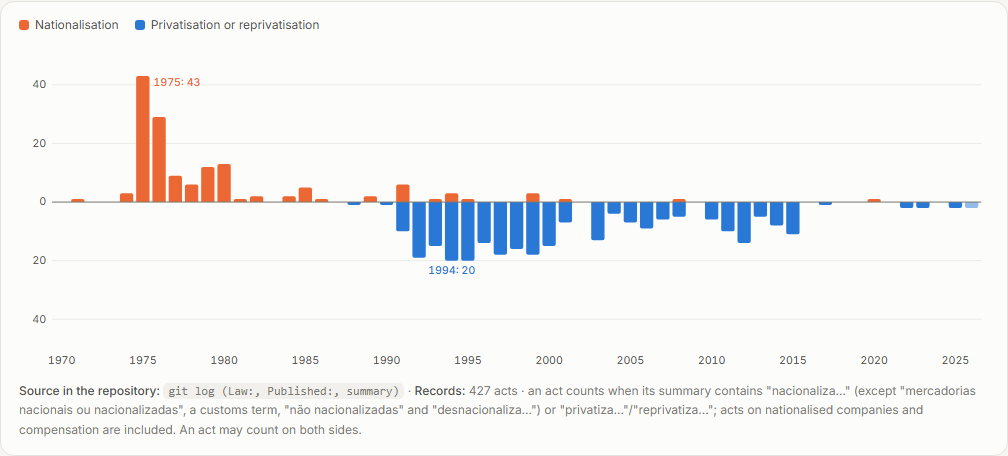 Nationalisation Privatisation or reprivatisation
40
1975: 43
20
0
20
1994: 20
40
1970 1975 1980 1985 1990 1995 2000 2005 2010 2015 2020 2025
Source in the repository: git log (Law:, Published:, summary) · Records: 427 acts · an act counts when its summary contains "nacionaliza..." (except "mercadorias
nacionais ou nacionalizadas", a customs term, "não nacionalizadas" and "desnacionaliza...") or "privatiza..."/"reprivatiza..."; acts on nationalised companies and
compensation are included. An act may count on both sides.